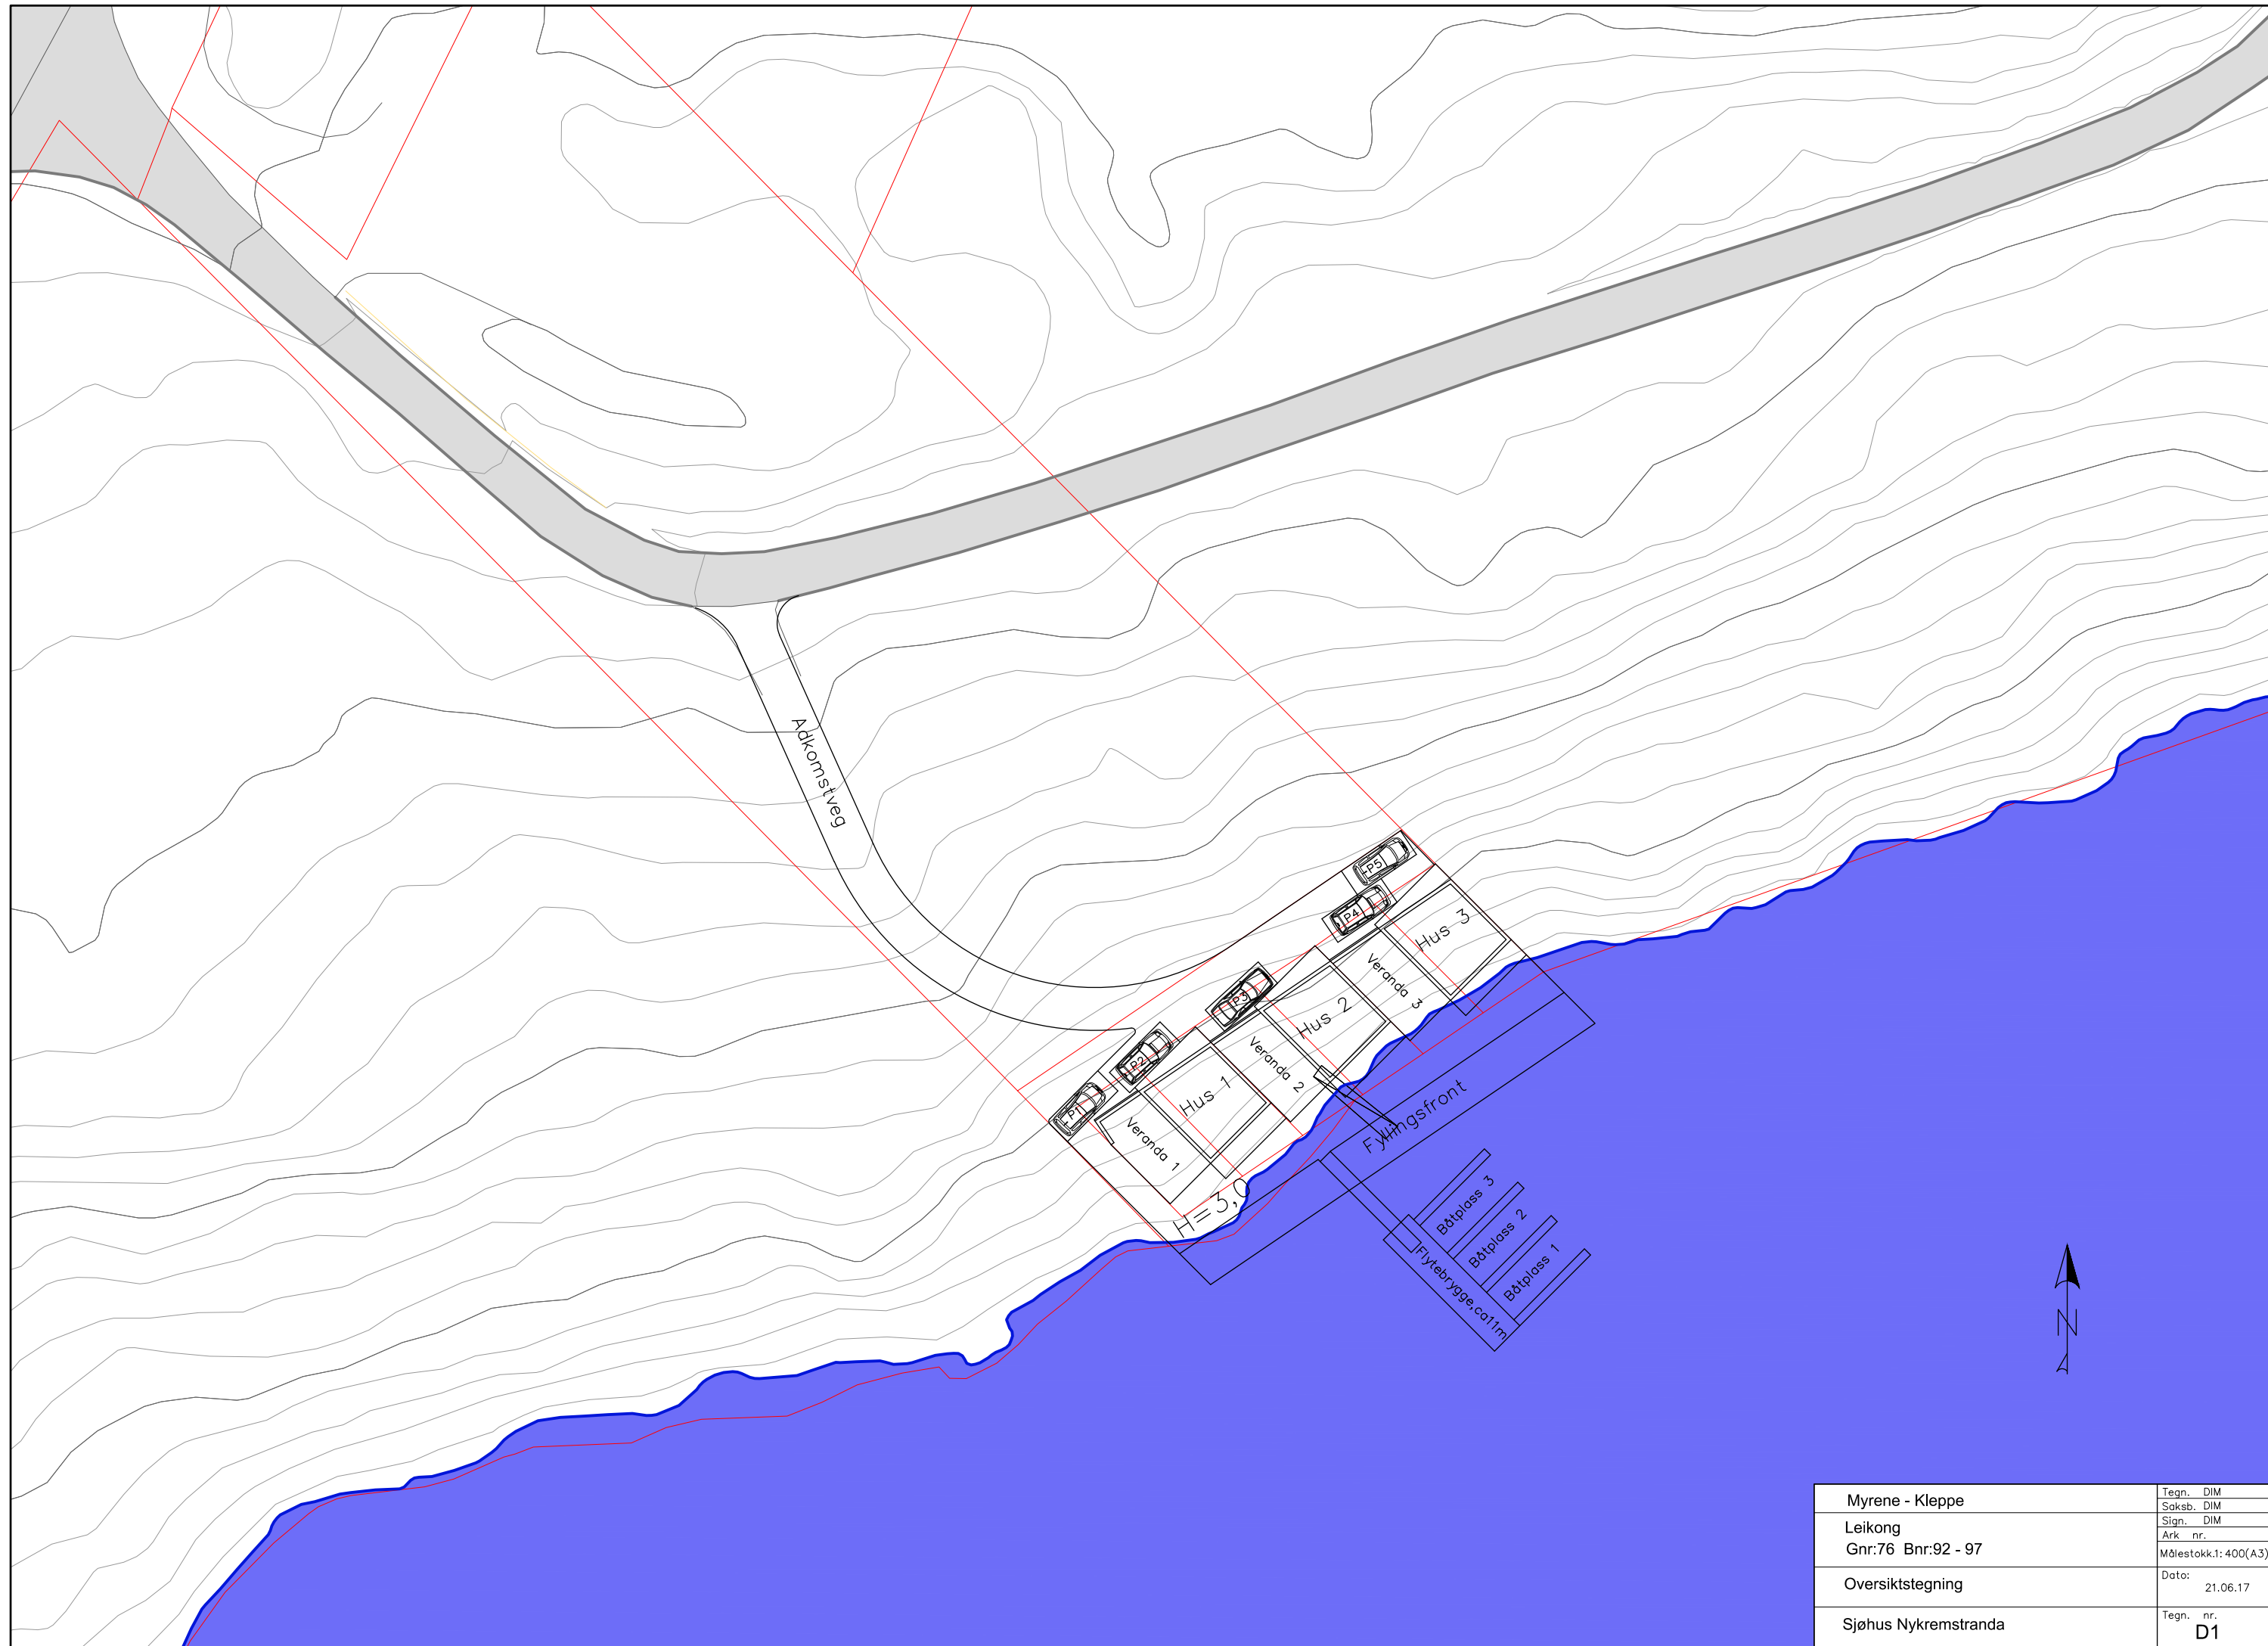 Adkomstveg
P5
P4
Hus 3
Veranda 3
P3
Hus 2
Veranda 2
P2
Hus 1
P1
Veranda 1
H=3,0
Fyllingsfront
Båtplass 3
Båtplass 2
Båtplass 1
Flytebrygge,ca11m
N
Myrene - Kleppe
Leikong
Gnr:76 Bnr:92 - 97
Oversiktstegning
Sjøhus Nykremstranda
Tegn. DIM
Saksb. DIM
Sign. DIM
Ark nr.
Målestokk.1: 400(A3)
Dato:
21.06.17
Tegn. nr.
D1